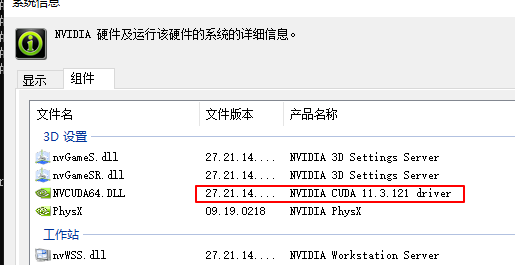 系统信息
NVIDIA 硬件及运行该硬件的系统的详细信息。
显示 组件
文件名 文件版本 产品名称
3D 设置
nvGameS.dll 27.21.14.... NVIDIA 3D Settings Server
nvGameSR.dll 27.21.14.... NVIDIA 3D Settings Server
NVCUDA64.DLL 27.21.14.... NVIDIA CUDA 11.3.121 driver
PhysX 09.19.0218 NVIDIA PhysX
工作站
nvWSS.dll 27.21.14.... NVIDIA Workstation Server